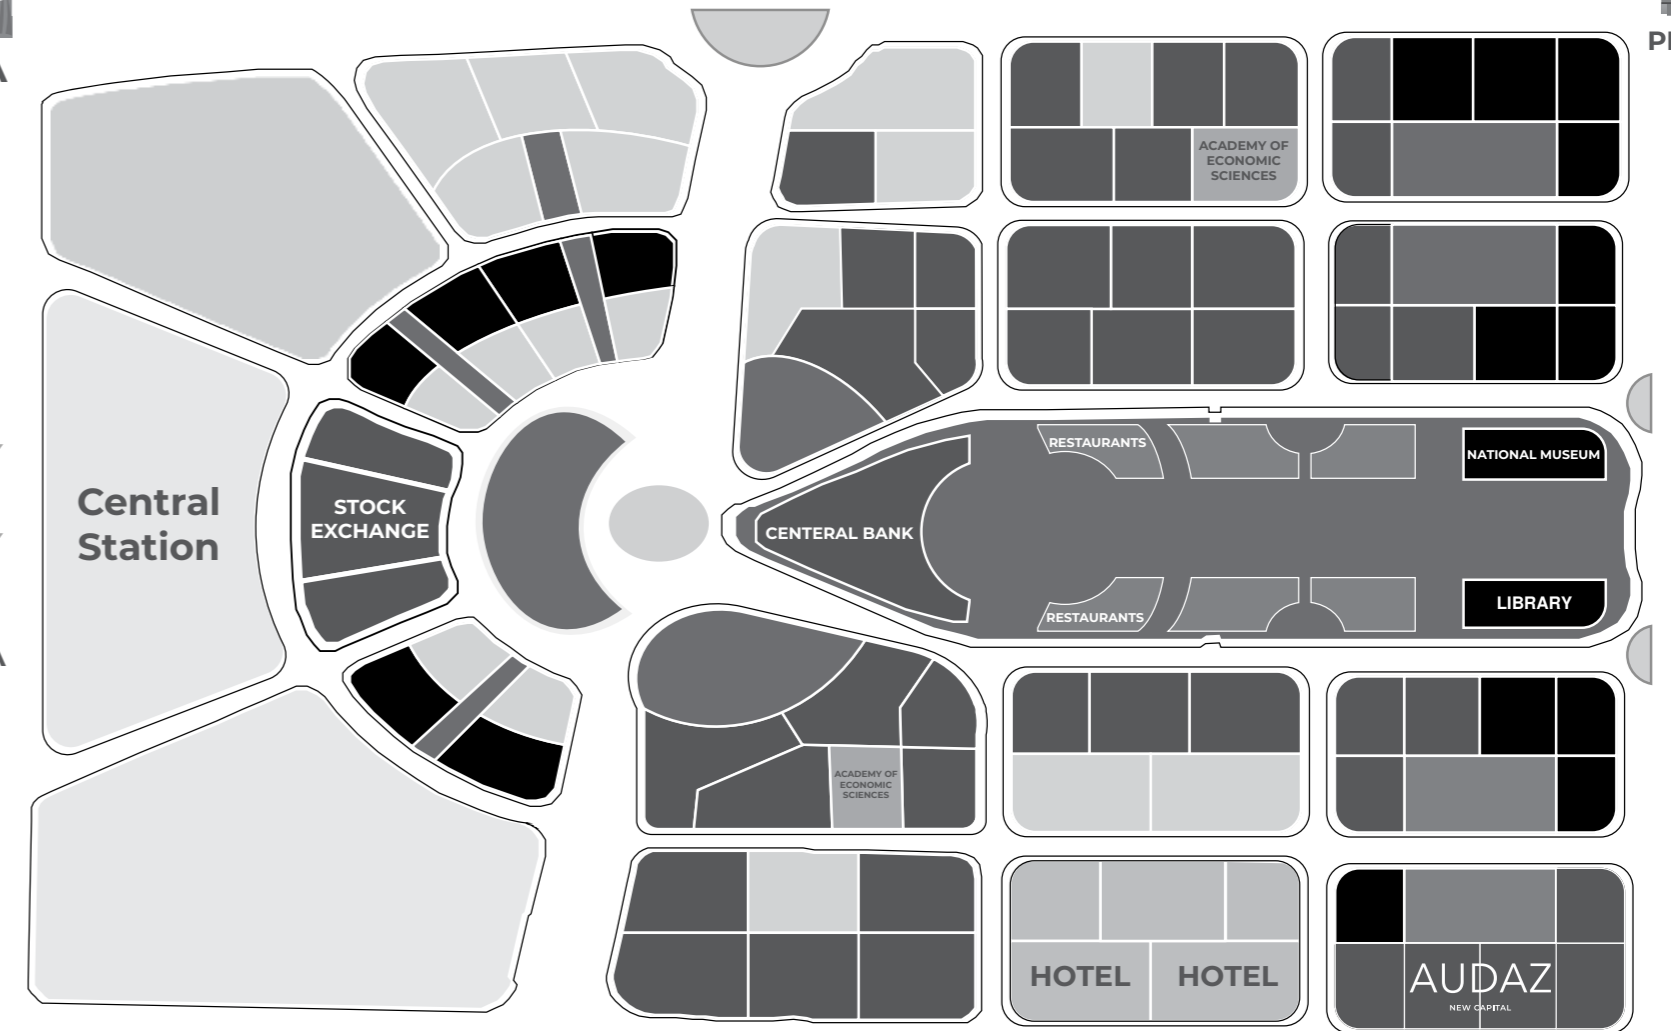 A
PL
ACADEMY OF
ECONOMIC
SCIENCES
RESTAURANTS
NATIONAL MUSEUM
Central
Station
STOCK
EXCHANGE
CENTERAL BANK
RESTAURANTS
LIBRARY
A
ACADEMY OF
ECONOMIC
SCIENCES
HOTEL
HOTEL
AUDAZ
NEW CAPITAL